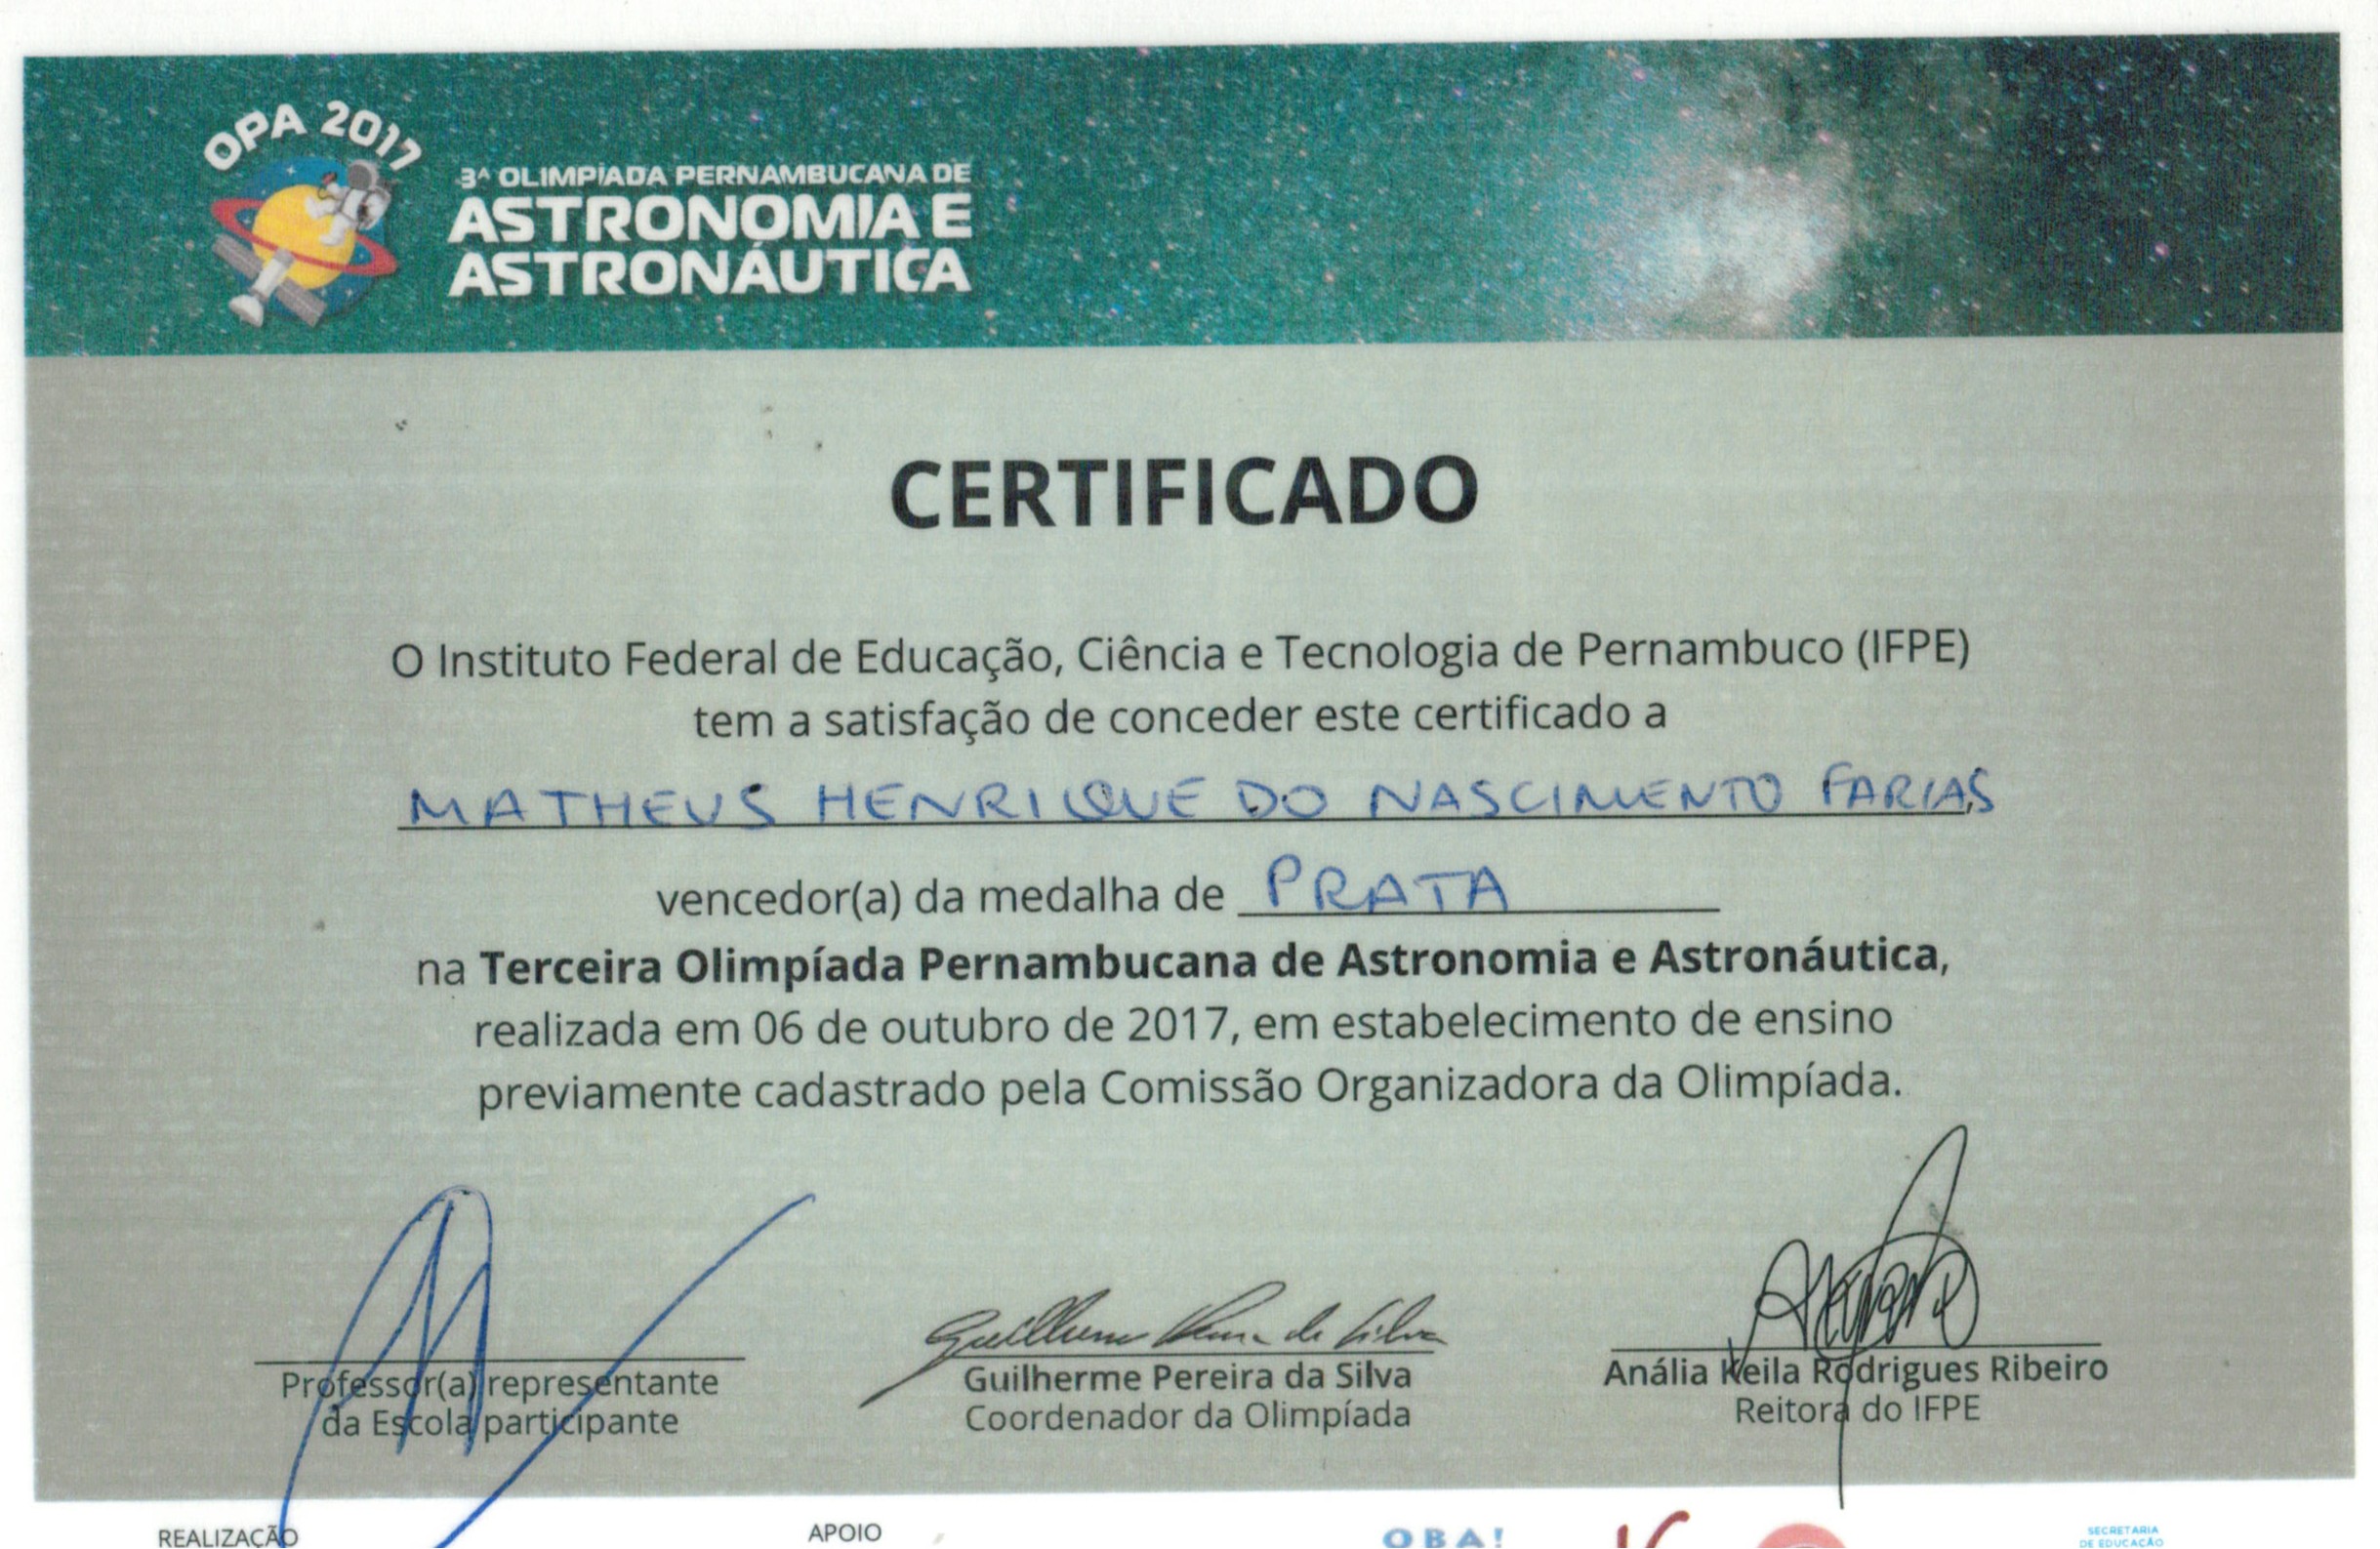 OPA 2017
3ª OLIMPÍADA PERNAMBUCANA DE
ASTRONOMIA E
ASTRONÁUTICA
CERTIFICADO
O Instituto Federal de Educação, Ciência e Tecnologia de Pernambuco (IFPE)
tem a satisfação de conceder este certificado a
MATHEUS HENRIQUE DO NASCIMENTO FARIAS
vencedor(a) da medalha de PRATA
na Terceira Olimpíada Pernambucana de Astronomia e Astronáutica,
realizada em 06 de outubro de 2017, em estabelecimento de ensino
previamente cadastrado pela Comissão Organizadora da Olimpíada.
Professor(a) representante
da Escola participante
Guilherme Pereira da Silva
Guilherme Pereira da Silva
Coordenador da Olimpíada
Anália Keila Rodrigues Ribeiro
Reitora do IFPE
REALIZAÇÃO
APOIO
OBA!
SECRETARIA
DE EDUCAÇÃO